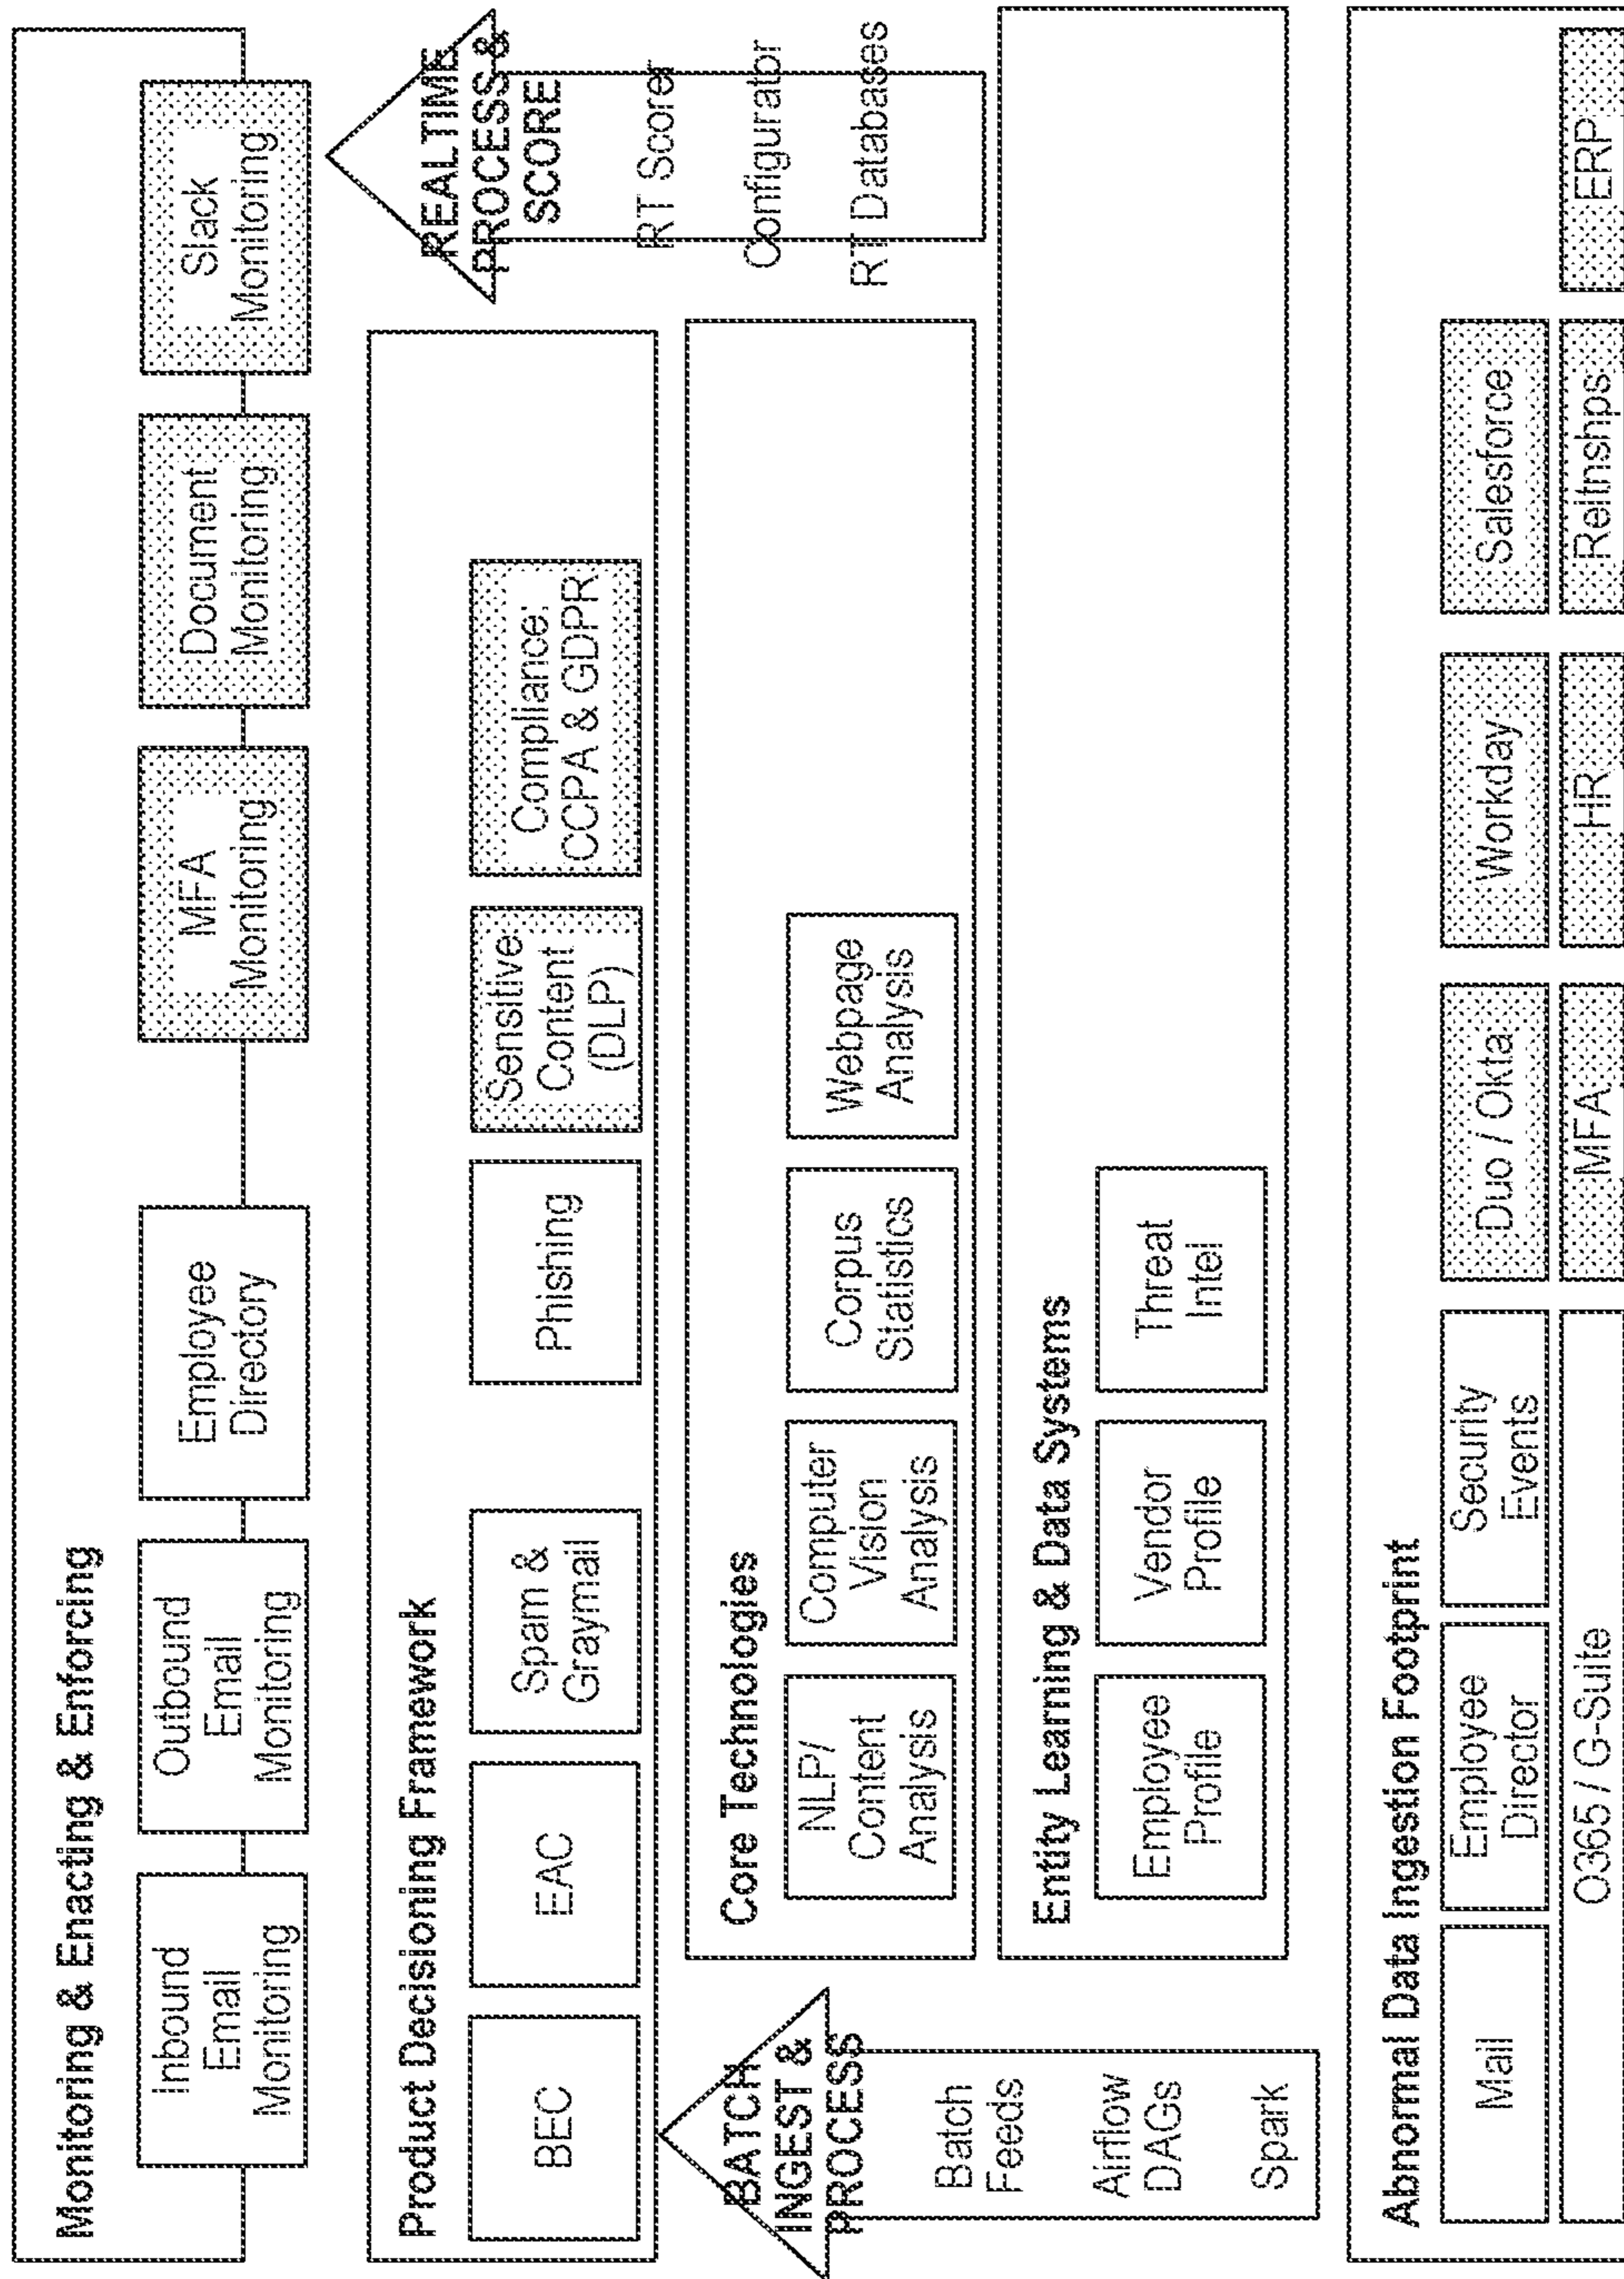 Monitoring & Enacting & Enforcing
Inbound
Email
Monitoring
Outbound
Email
Monitoring
Employee
Directory
MFA
Monitoring
Document
Monitoring
Slack
Monitoring
Product Decisioning Framework
BEC
EAC
Spam &
Graymail
Phishing
Sensitive
Content
(DLP)
Compliance:
CCPA & GDPR
REALTIME
PROCESS &
SCORE
RT Scorer
Configurator
RT Databases
BATCH
INGEST &
PROCESS
Batch
Feeds
Airflow
DAGs
Spark
Core Technologies
NLP/
Content
Analysis
Computer
Vision
Analysis
Corpus
Statistics
Webpage
Analysis
Entity Learning & Data Systems
Employee
Profile
Vendor
Profile
Threat
Intel
Abnormal Data Ingestion Footprint
Mail
Employee
Director
Security
Events
Duo / Okta
Workday
Salesforce
O365 / G-Suite
MFA
HR
Reltnshps
ERP